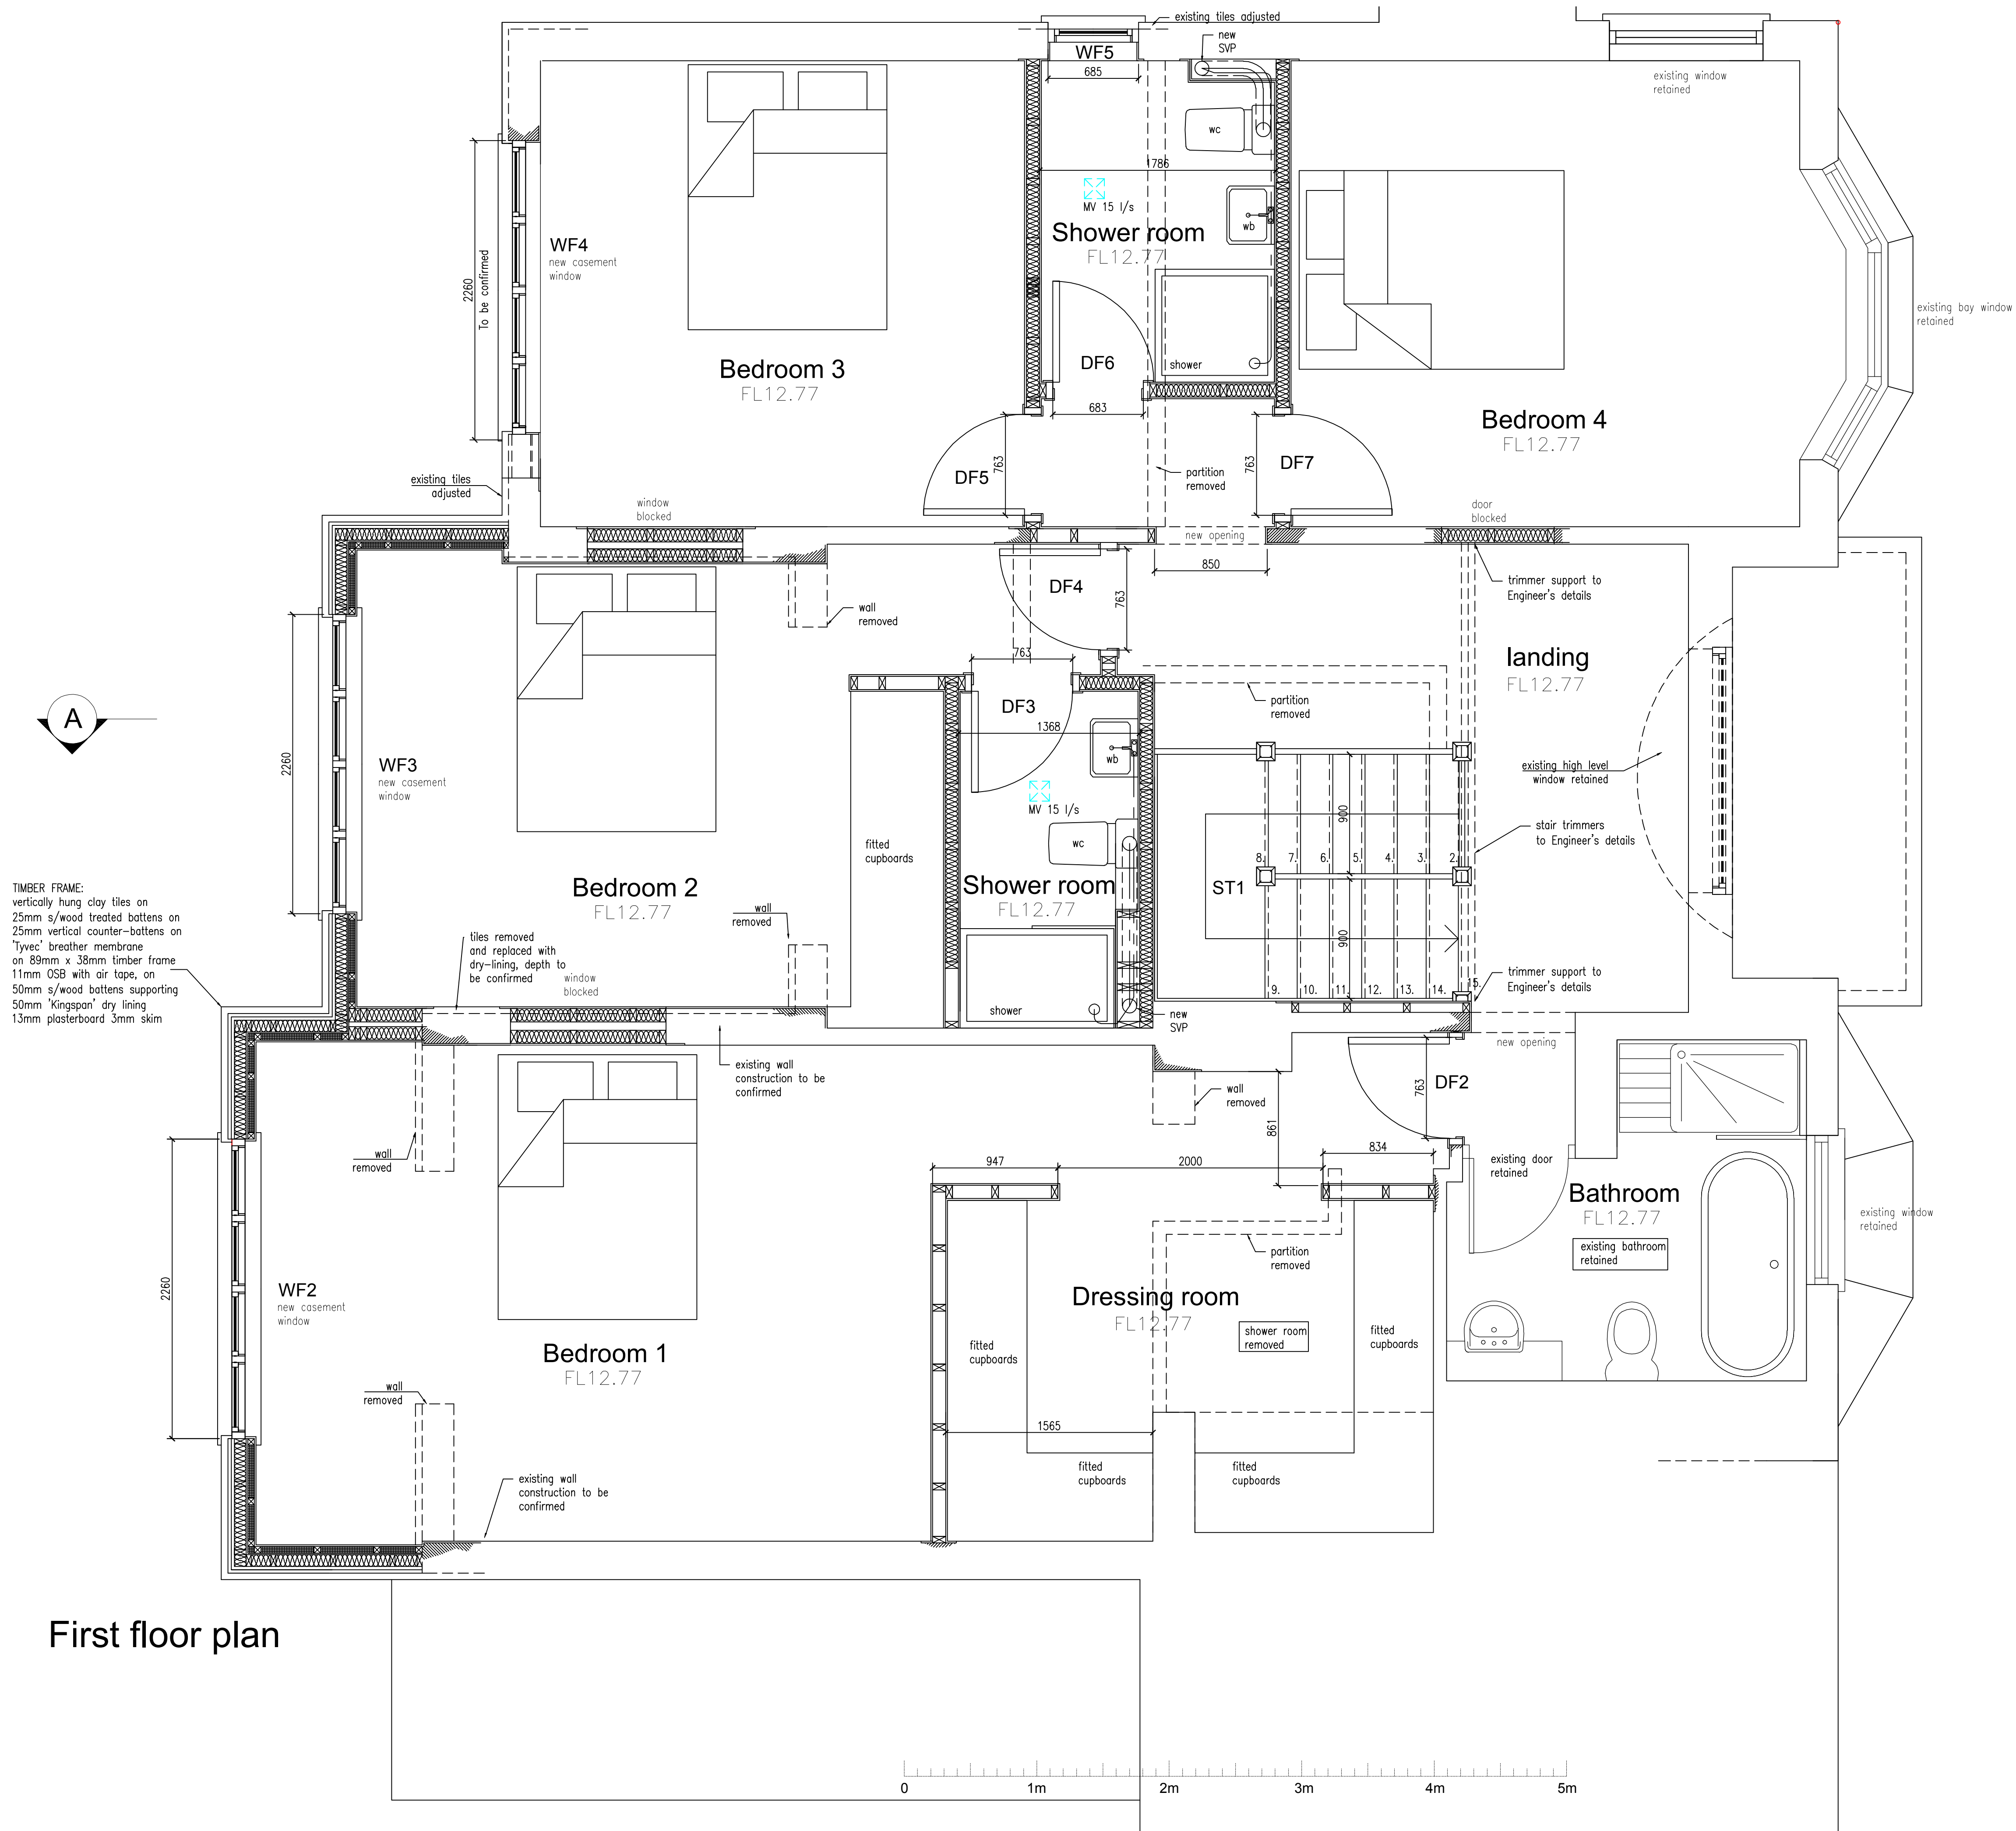 existing tiles adjusted
new
SVP
WF5
685
existing window
retained
wc
1786
MV 15 l/s
wb
Shower room
FL12.77
WF4
new casement
window
2260
To be confirmed
existing bay window
retained
shower
DF6
Bedroom 3
FL12.77
683
Bedroom 4
FL12.77
DF5
763
763
DF7
partition
removed
existing tiles
adjusted
window
blocked
door
blocked
new opening
850
DF4
763
trimmer support to
Engineer's details
wall
removed
763
landing
FL12.77
partition
removed
DF3
1368
A
wb
WF3
new casement
window
2260
existing high level
window retained
MV 15 l/s
900
stair trimmers
to Engineer's details
wc
fitted
cupboards
8.
7.
6.
5.
4.
3.
2.
Bedroom 2
FL12.77
Shower room
FL12.77
ST1
TIMBER FRAME:
vertically hung clay tiles on
25mm s/wood treated battens on
25mm vertical counter-battens on
'Tyvec' breather membrane
on 89mm x 38mm timber frame
11mm OSB with air tape, on
50mm s/wood battens supporting
50mm 'Kingspan' dry lining
13mm plasterboard 3mm skim
wall
removed
900
tiles removed
and replaced with
dry-lining, depth to
be confirmed
window
blocked
trimmer support to
Engineer's details
9.
10.
11.
12.
13.
14.
15.
shower
new
SVP
new opening
existing wall
construction to be
confirmed
DF2
763
wall
removed
861
wall
removed
947
2000
834
existing door
retained
Bathroom
FL12.77
existing window
retained
existing bathroom
retained
partition
removed
WF2
new casement
window
2260
Dressing room
FL12.77
shower room
removed
fitted
cupboards
fitted
cupboards
Bedroom 1
FL12.77
wall
removed
1565
fitted
cupboards
fitted
cupboards
existing wall
construction to be
confirmed
First floor plan
0
1m
2m
3m
4m
5m